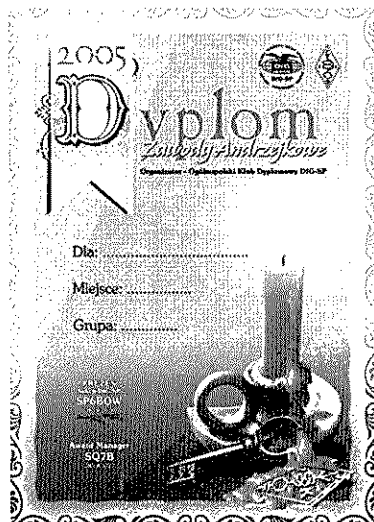 2005
Dyplom
Zawody Andrzejkowe
Organizator - Ogólnopolski Klub Dyplomowy DIG-SP
Dla: ..............................
Miejsce: ..............
Grupa: .............
SP6BOW
Award Manager
SQ7B